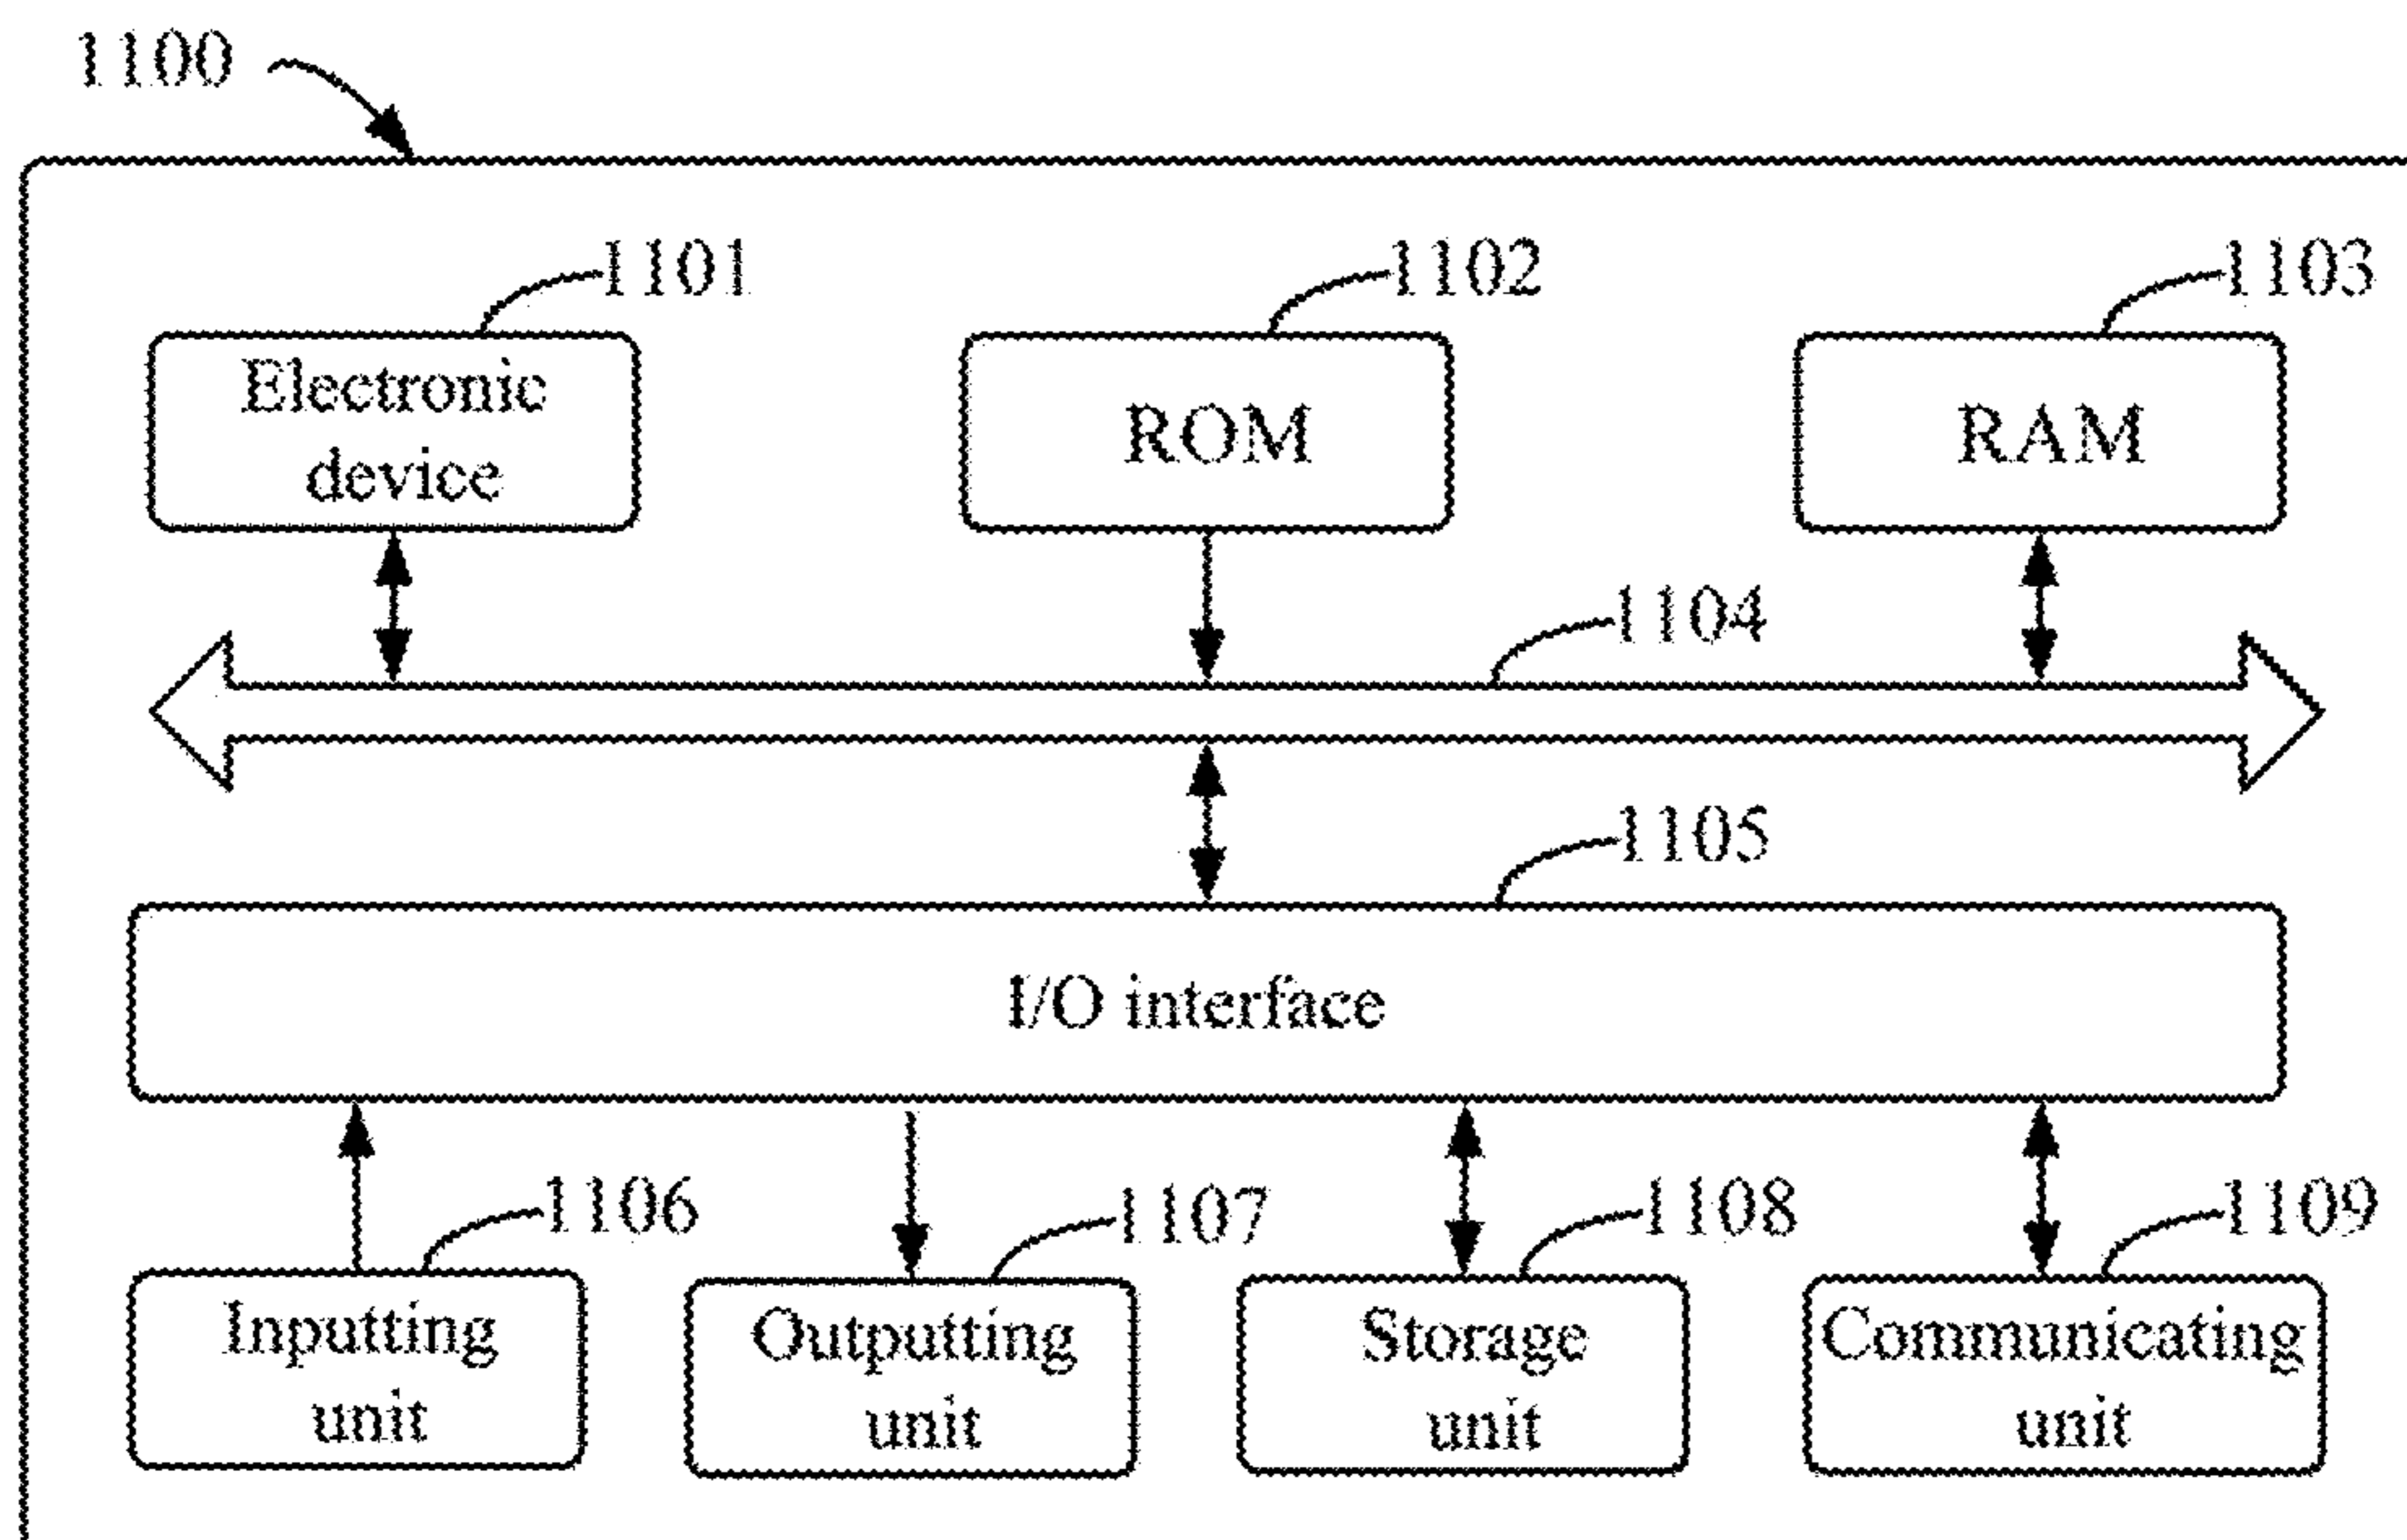 1100
1101
1102
1103
Electronic
device
ROM
RAM
1104
1105
I/O interface
1106
1107
1108
1109
Inputting
unit
Outputting
unit
Storage
unit
Communicating
unit